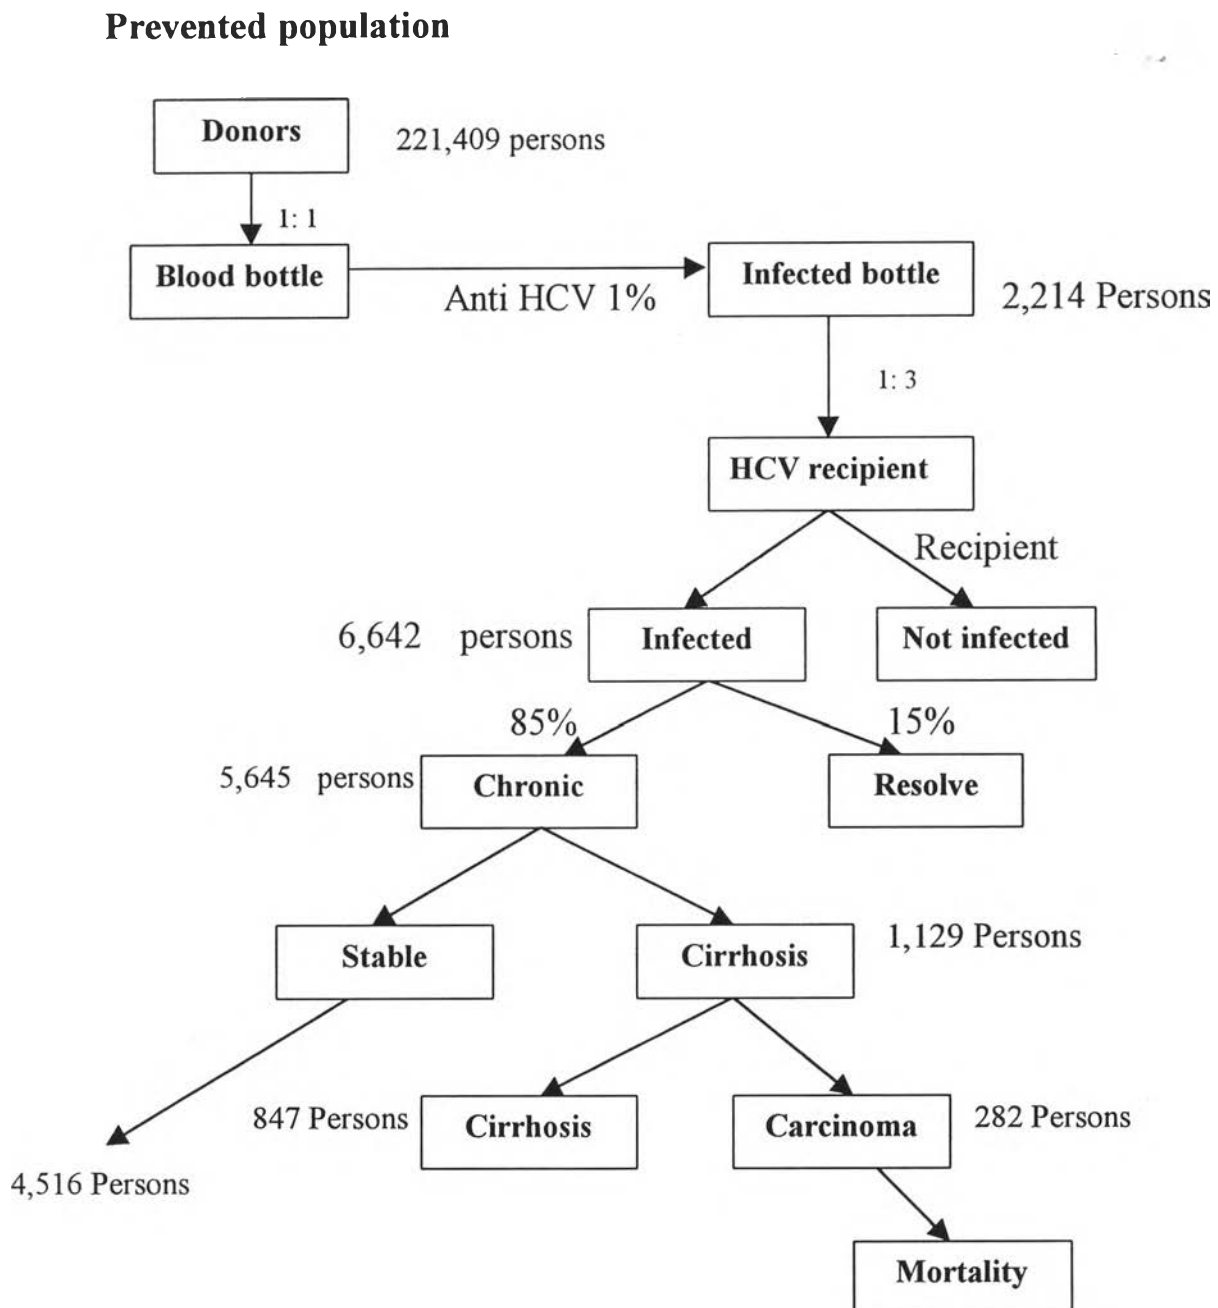 Prevented population
Donors
221,409 persons
1: 1
Blood bottle
Anti HCV 1%
Infected bottle
2,214 Persons
1: 3
HCV recipient
Recipient
6,642 persons
Infected
Not infected
85%
15%
5,645 persons
Chronic
Resolve
Stable
Cirrhosis
1,129 Persons
847 Persons
Cirrhosis
Carcinoma
282 Persons
4,516 Persons
Mortality